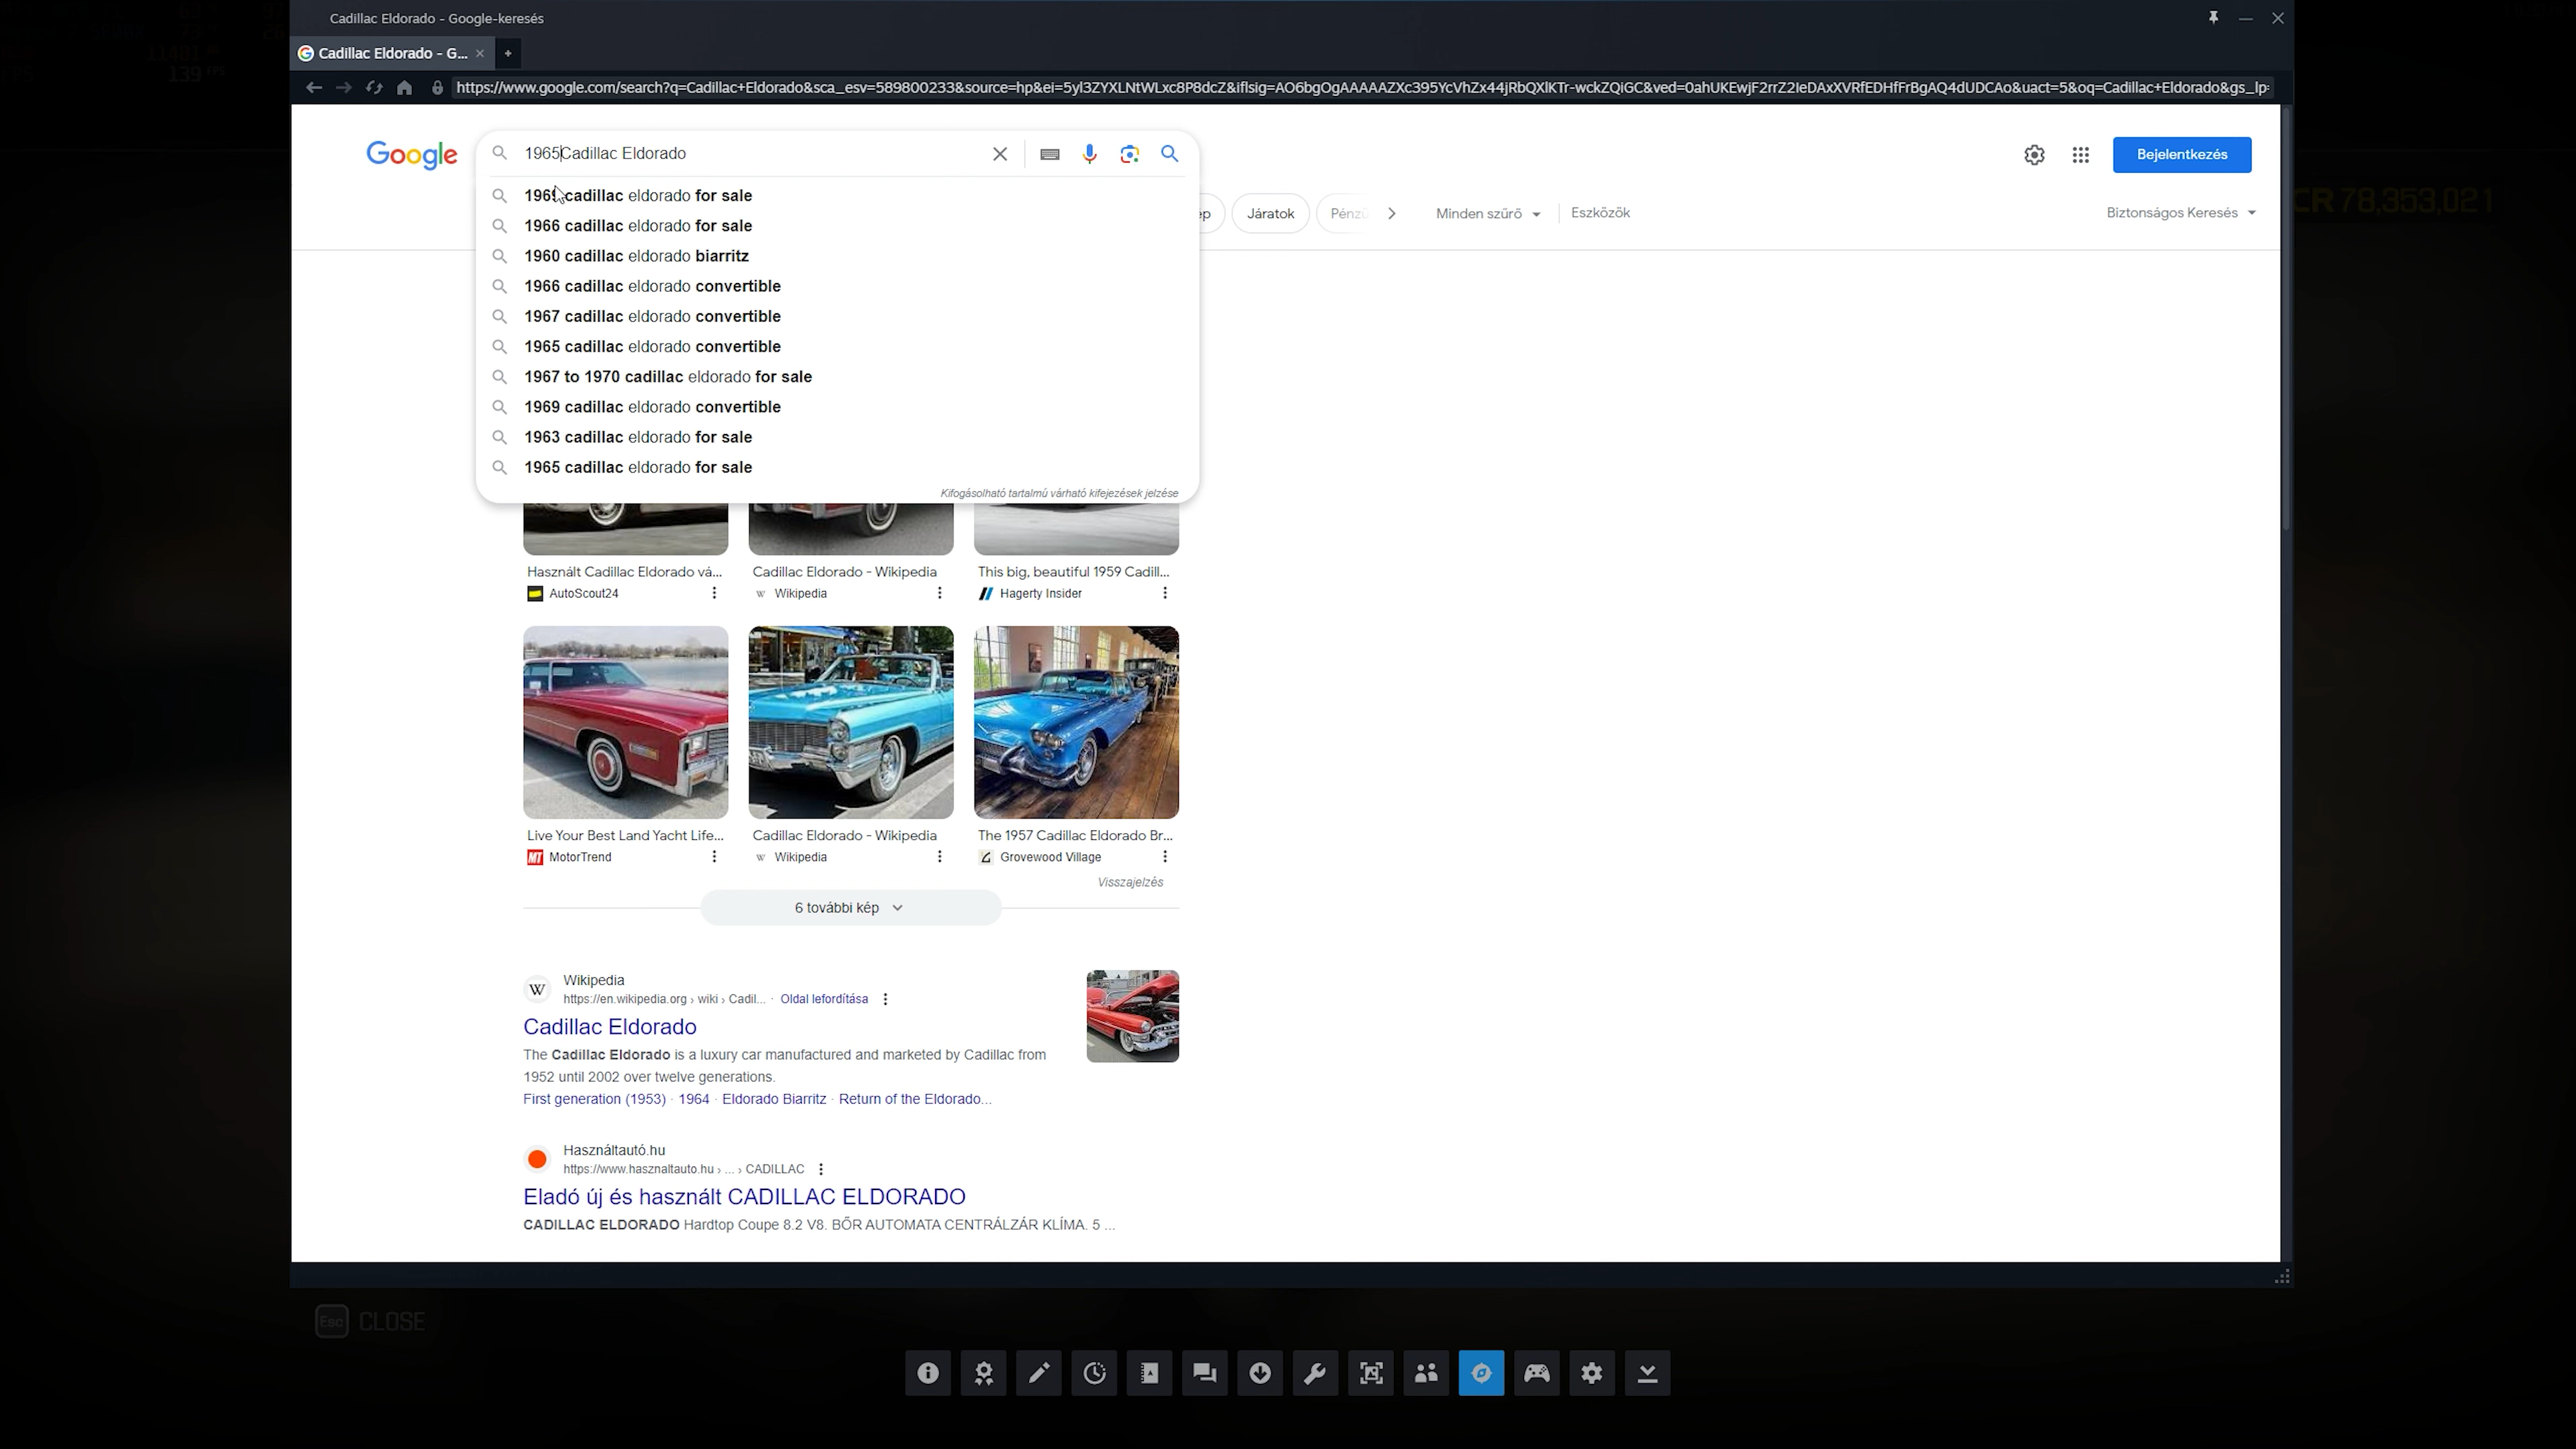 Cadillac Eldorado - Google-keresés
Cadillac Eldorado - G...
https://www.google.com/search?q=Cadillac+Eldorado&sca_esv=589800233&source=hp&ei=5yI3ZYXLNtWLxc8P8dcZ&iflsig=AO6bgOgAAAAAZXc395YcVhZx44jRbQXlKTr-wckZQiGC&ved=0ahUKEwjF2rrZ2IeDAxXVRfEDHfFrBgAQ4dUDCAo&uact=5&oq=Cadillac+Eldorado&gs_lp=
139 FPS
Google
1965Cadillac Eldorado
Bejelentkezés
cadillac eldorado for sale
1966 cadillac eldorado for sale
1960 cadillac eldorado biarritz
1966 cadillac eldorado convertible
1967 cadillac eldorado convertible
1965 cadillac eldorado convertible
1967 to 1970 cadillac eldorado for sale
1969 cadillac eldorado convertible
1963 cadillac eldorado for sale
1965 cadillac eldorado for sale
Kifogásolható tartalmú várható kifejezések jelzése
ép Járatok Pénzü Minden szűrő Eszközök Biztonságos Keresés
CR 78,353,021
Használt Cadillac Eldorado vá...
AutoScout24
Cadillac Eldorado - Wikipedia
Wikipedia
This big, beautiful 1959 Cadill...
Hagerty Insider
Live Your Best Land Yacht Life...
MotorTrend
Cadillac Eldorado - Wikipedia
Wikipedia
The 1957 Cadillac Eldorado Br...
Grovewood Village
Visszajelzés
6 további kép
Wikipedia
https://en.wikipedia.org › wiki › Cadil... · Oldal lefordítása
Cadillac Eldorado
The Cadillac Eldorado is a luxury car manufactured and marketed by Cadillac from
1952 until 2002 over twelve generations.
First generation (1953) · 1964 · Eldorado Biarritz · Return of the Eldorado...
Használtautó.hu
https://www.hasznaltauto.hu › ... › CADILLAC
Eladó új és használt CADILLAC ELDORADO
CADILLAC ELDORADO Hardtop Coupe 8.2 V8. BŐR AUTOMATA CENTRÁLZÁR KLÍMA. 5 ...
Esc CLOSE